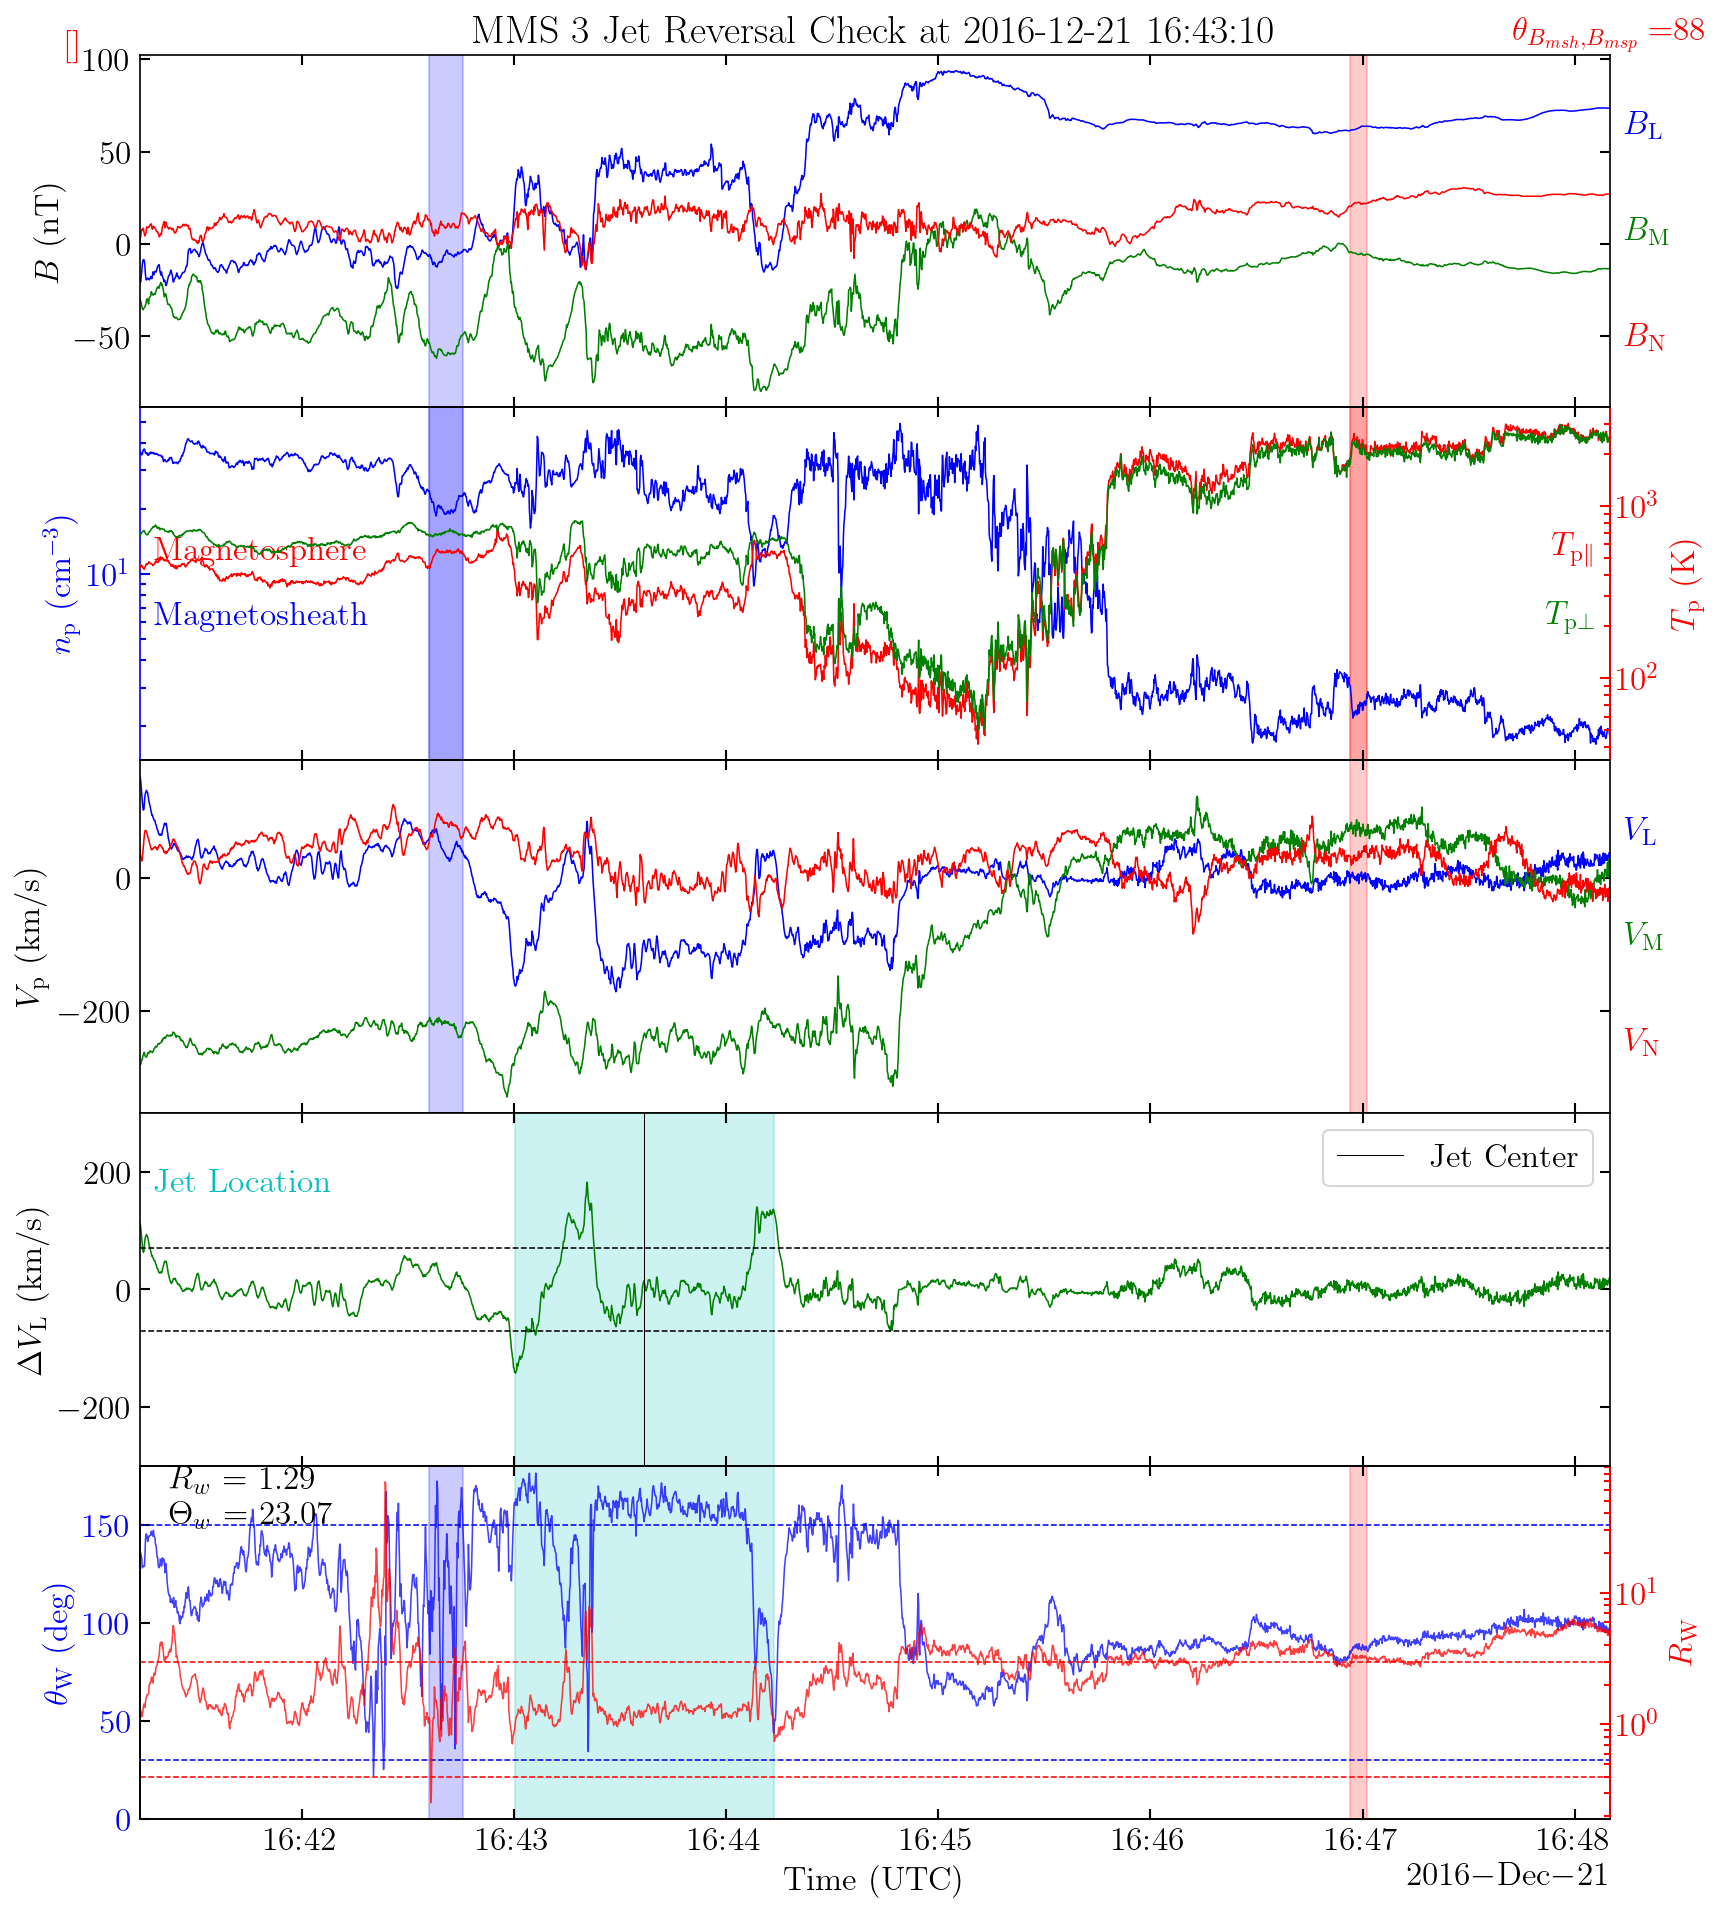 MMS 3 Jet Reversal Check at 2016-12-21 16:43:10
θ_{B_{msh}, B_{msp}} =88
100
50
0
−50
B (nT)
B_L
B_M
B_N
10^1
n_p (cm^{−3})
Magnetosphere
Magnetosheath
10^3
10^2
T_{p∥}
T_{p⊥}
T_p (K)
0
−200
V_p (km/s)
V_L
V_M
V_N
200
0
−200
ΔV_L (km/s)
Jet Location
Jet Center
R_w = 1.29
Θ_w = 23.07
150
100
50
0
θ_W (deg)
10^1
10^0
R_W
16:42 16:43 16:44 16:45 16:46 16:47 16:48
Time (UTC)
2016−Dec−21